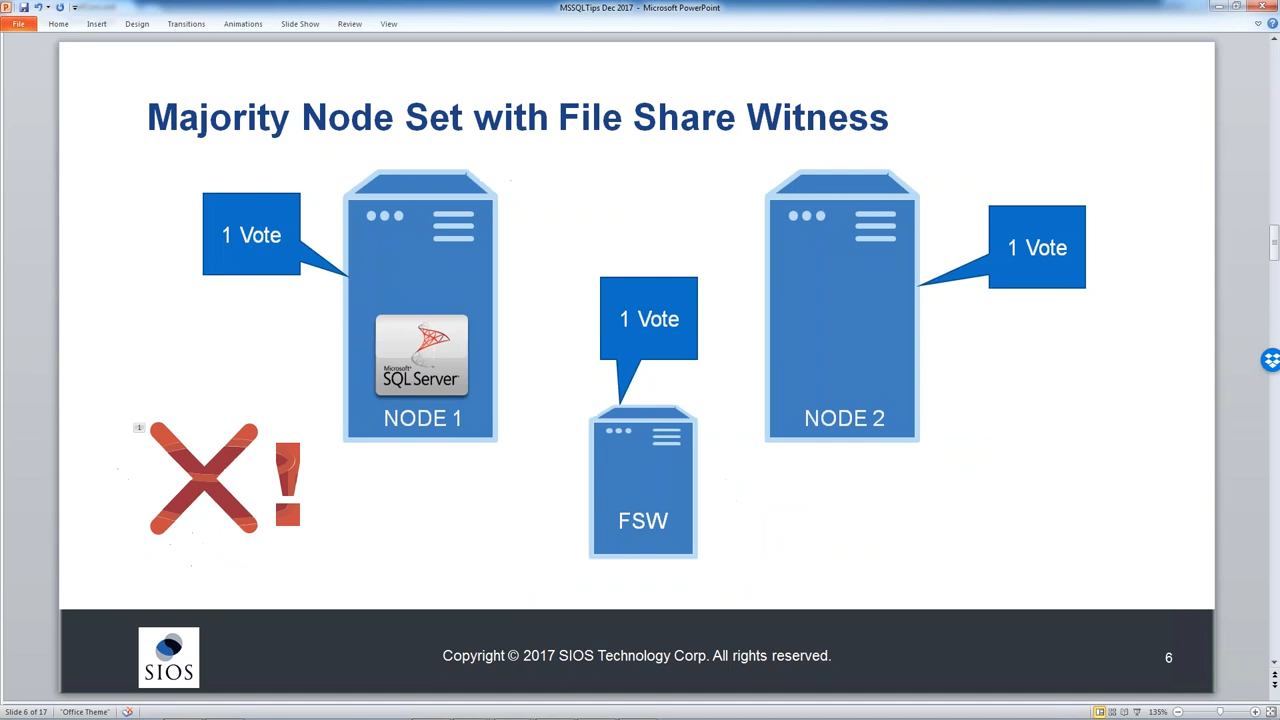 MSSQLTips Dec 2017 - Microsoft PowerPoint
File Home Insert Design Transitions Animations Slide Show Review View
Majority Node Set with File Share Witness
1 Vote
1 Vote
1 Vote
Microsoft®
SQL Server®
NODE 1
NODE 2
1
FSW
SIOS
Copyright © 2017 SIOS Technology Corp. All rights reserved.
6
Slide 6 of 17 "Office Theme" 135%